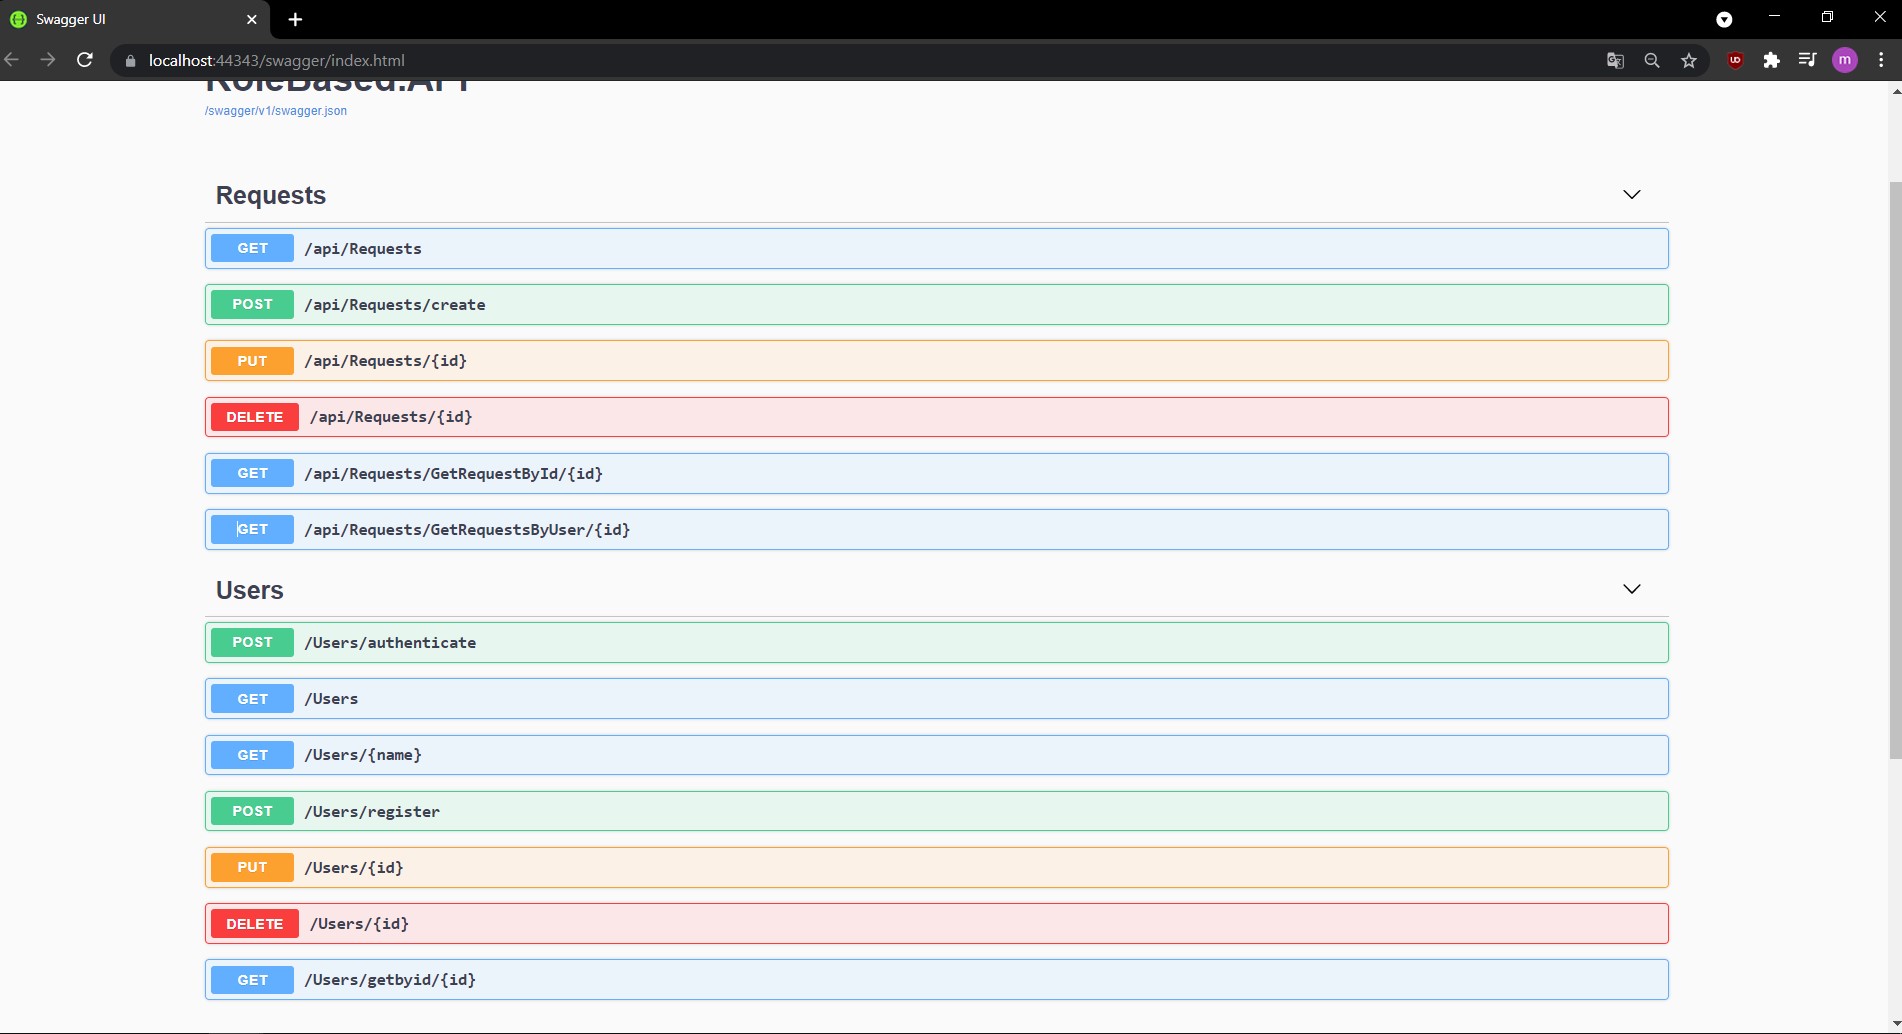 Swagger UI
localhost:44343/swagger/index.html
m
RoleBased.API
/swagger/v1/swagger.json
Requests
GET /api/Requests
POST /api/Requests/create
PUT /api/Requests/{id}
DELETE /api/Requests/{id}
GET /api/Requests/GetRequestById/{id}
GET /api/Requests/GetRequestsByUser/{id}
Users
POST /Users/authenticate
GET /Users
GET /Users/{name}
POST /Users/register
PUT /Users/{id}
DELETE /Users/{id}
GET /Users/getbyid/{id}